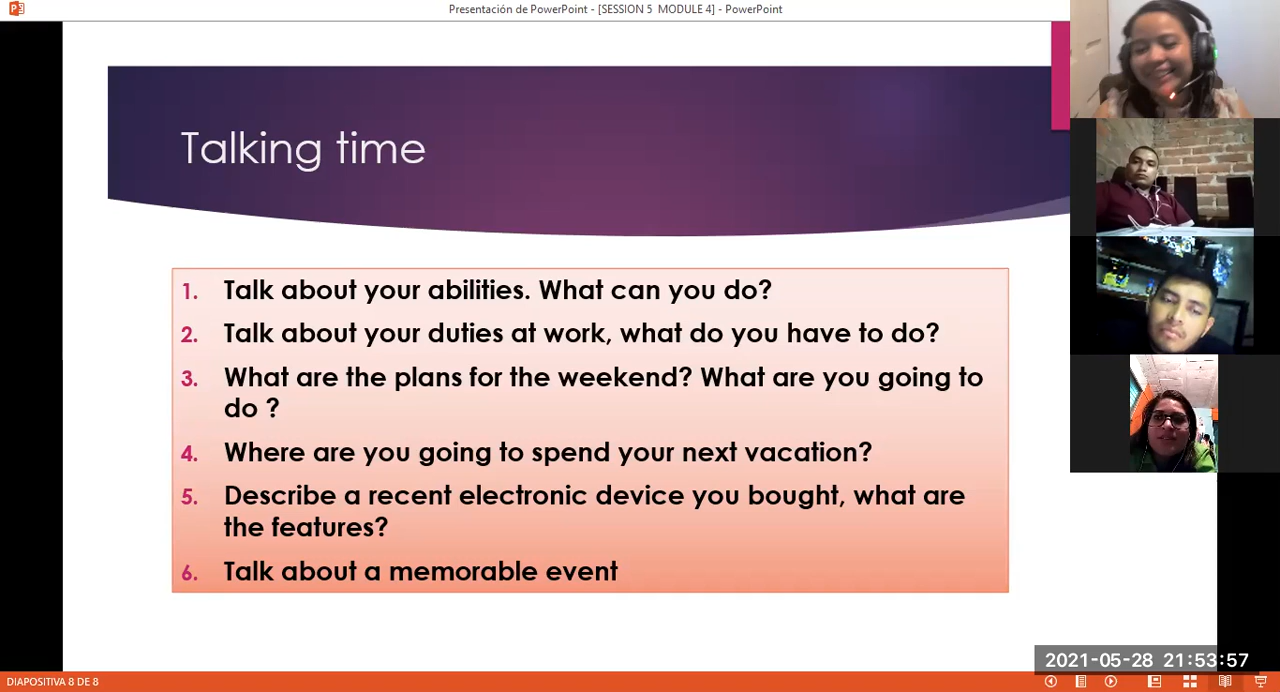 Presentación de PowerPoint - [SESSION 5 MODULE 4] - PowerPoint
Talking time
1. Talk about your abilities. What can you do?
2. Talk about your duties at work, what do you have to do?
3. What are the plans for the weekend? What are you going to
do ?
4. Where are you going to spend your next vacation?
5. Describe a recent electronic device you bought, what are
the features?
6. Talk about a memorable event
2021-05-28 21:53:57
DIAPOSITIVA 8 DE 8